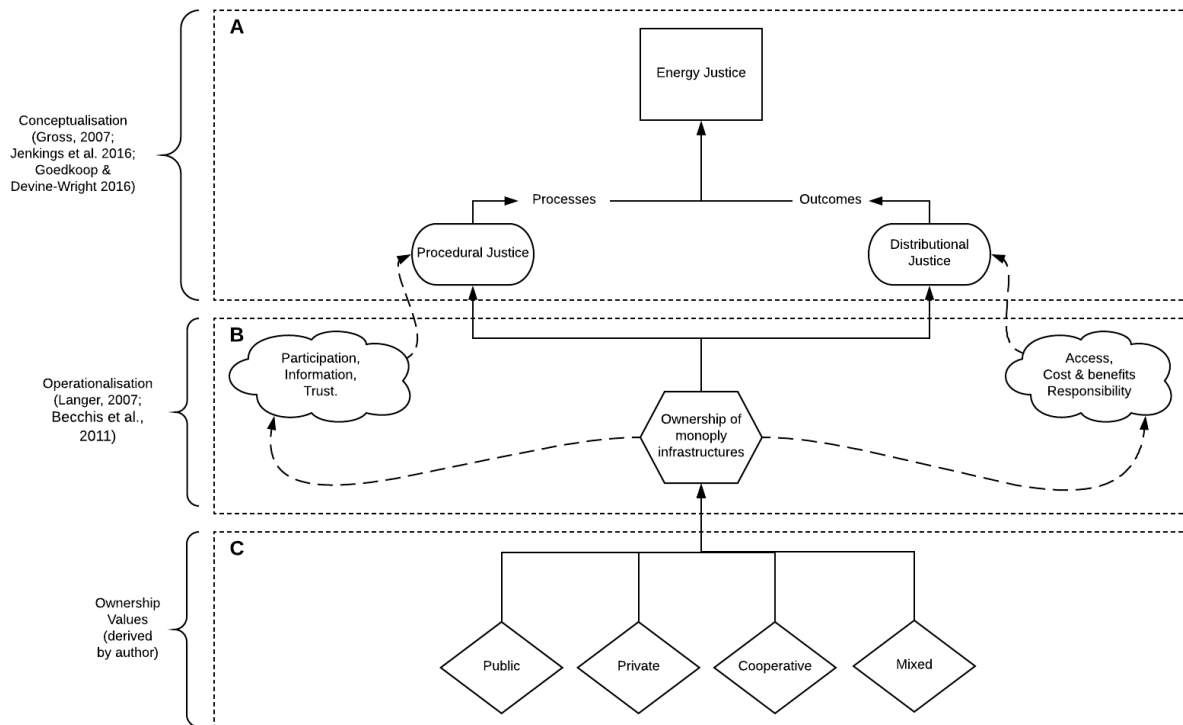 A
Energy Justice
Conceptualisation
(Gross, 2007;
Jenkings et al. 2016;
Goedkoop &
Devine-Wright 2016)
Processes
Outcomes
Procedural Justice
Distributional
Justice
B
Participation,
Information,
Trust.
Access,
Cost & benefits
Responsibility
Operationalisation
(Langer, 2007;
Becchis et al.,
2011)
Ownership of
monoply
infrastructures
C
Ownership
Values
(derived
by author)
Public
Private
Cooperative
Mixed